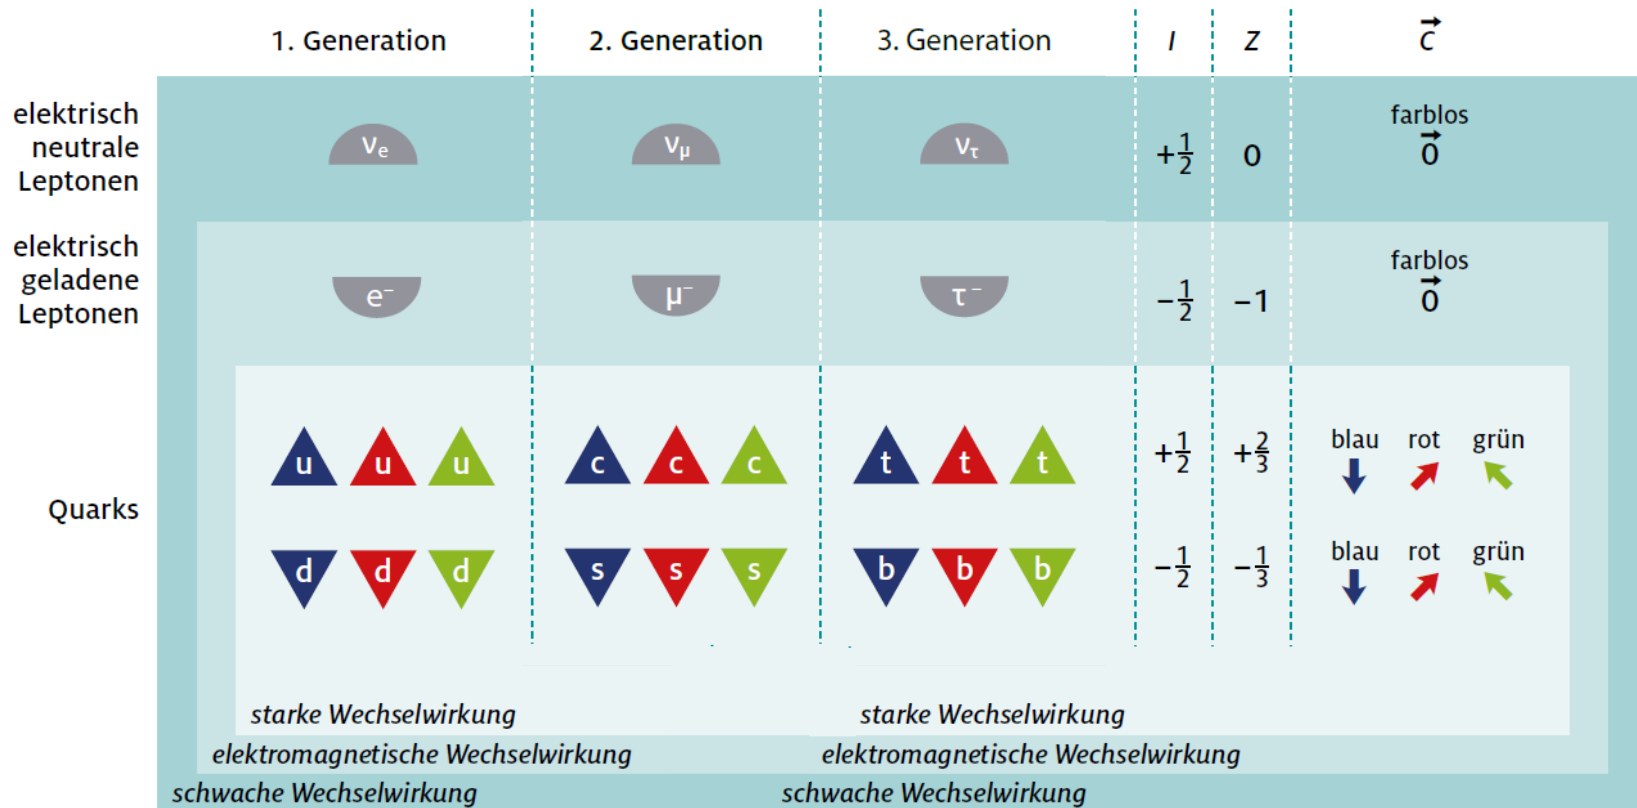 1. Generation 2. Generation 3. Generation I Z C⃗
elektrisch
neutrale
Leptonen
νe νμ ντ +1/2 0 farblos
0⃗
elektrisch
geladene
Leptonen
e⁻ μ⁻ τ⁻ −1/2 −1 farblos
0⃗
Quarks
u u u c c c t t t +1/2 +2/3 blau rot grün
d d d s s s b b b −1/2 −1/3 blau rot grün
starke Wechselwirkung starke Wechselwirkung
elektromagnetische Wechselwirkung elektromagnetische Wechselwirkung
schwache Wechselwirkung schwache Wechselwirkung